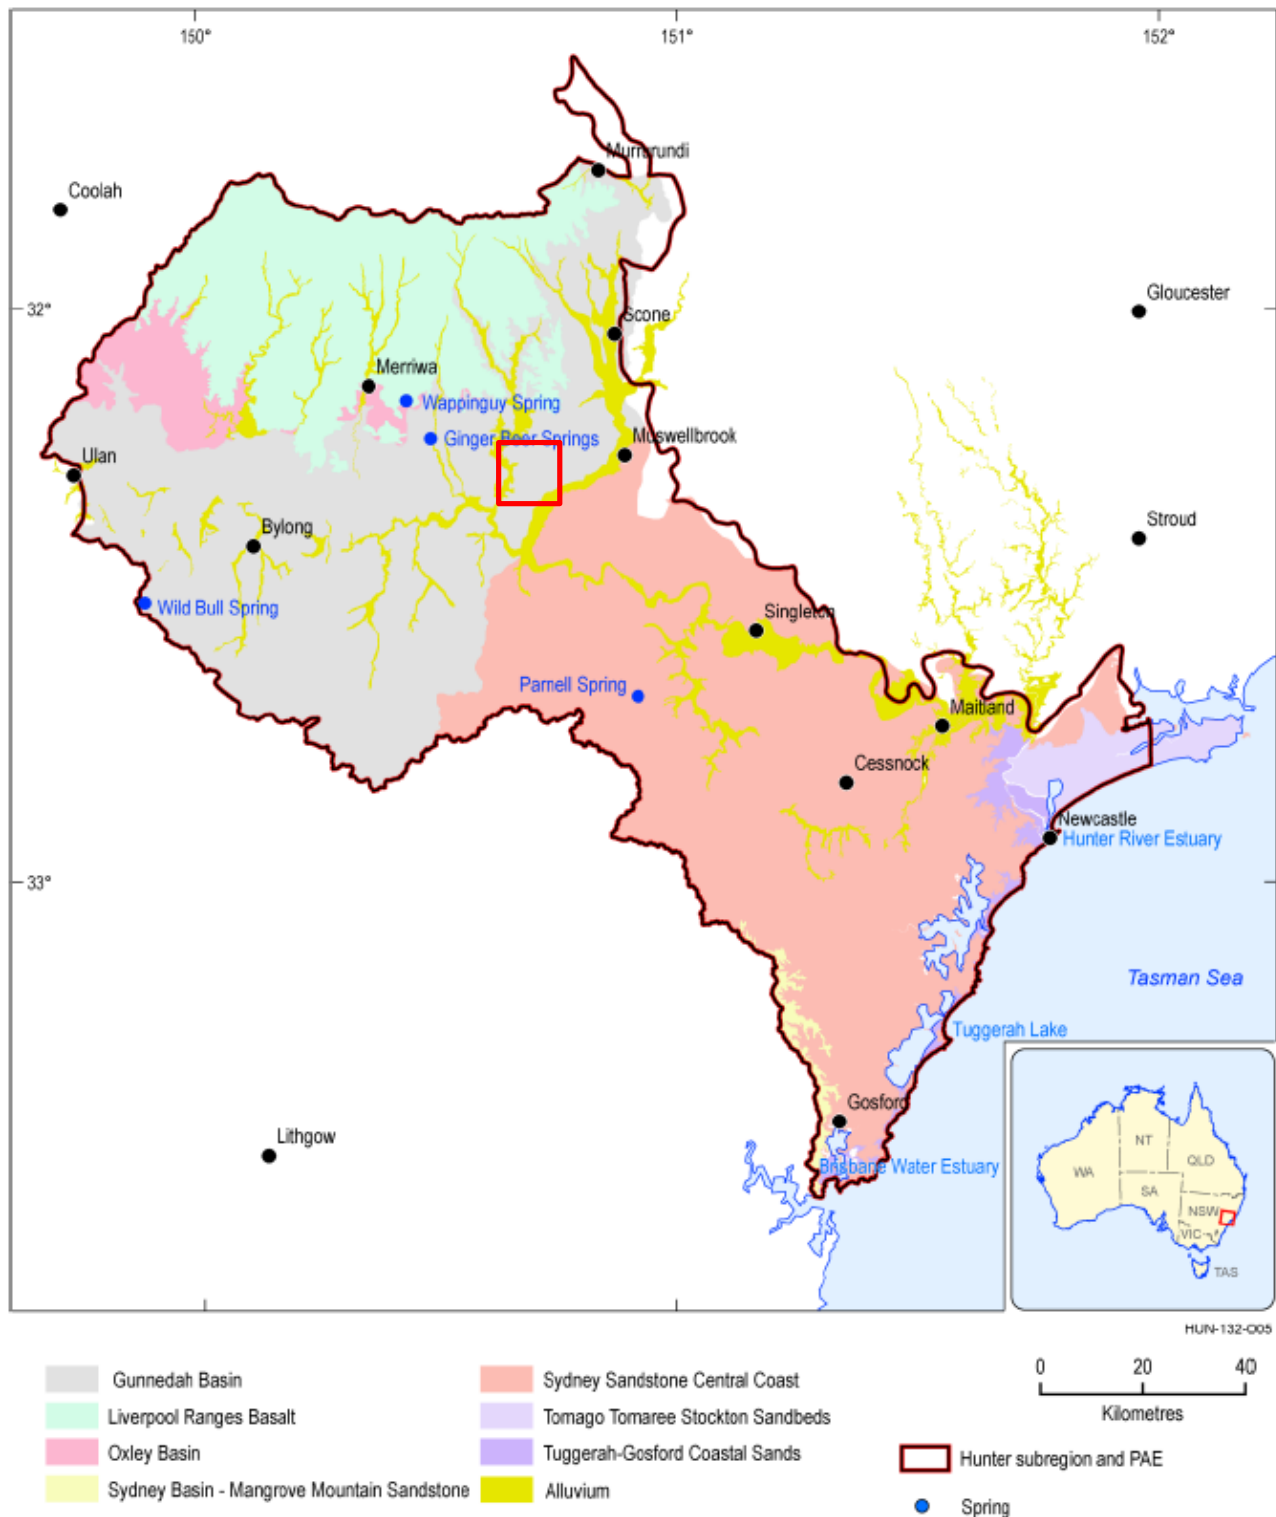 150°
151°
152°
Murrurundi
Coolah
Gloucester
32°
Scone
Merriwa
Wappinguy Spring
Ginger Beer Springs
Muswellbrook
Ulan
Stroud
Bylong
Wild Bull Spring
Singleton
Parnell Spring
Maitland
Cessnock
Newcastle
Hunter River Estuary
33°
Tasman Sea
Tuggerah Lake
Gosford
Lithgow
Brisbane Water Estuary
NT
QLD
WA
SA
NSW
VIC
TAS
HUN-132-005
Gunnedah Basin
Liverpool Ranges Basalt
Oxley Basin
Sydney Basin - Mangrove Mountain Sandstone
Sydney Sandstone Central Coast
Tomago Tomaree Stockton Sandbeds
Tuggerah-Gosford Coastal Sands
Alluvium
0 20 40
Kilometres
Hunter subregion and PAE
Spring